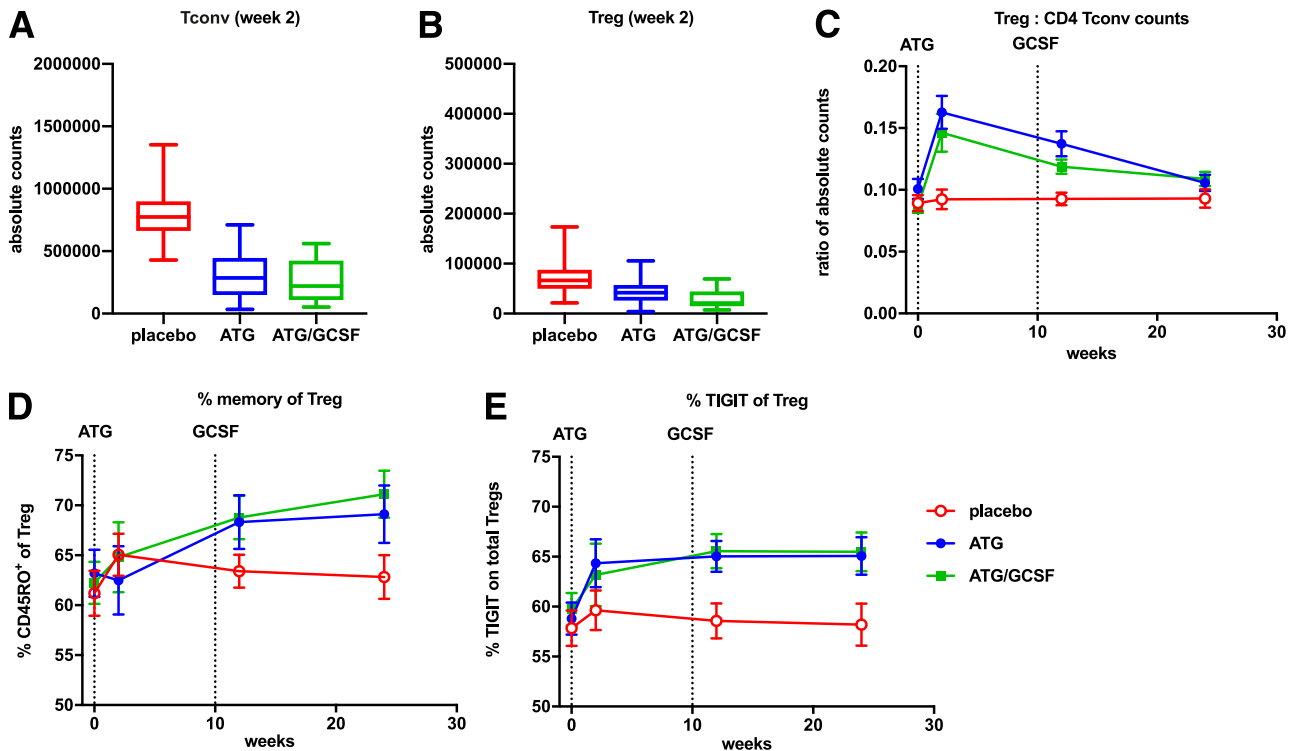 A
Tconv (week 2)
absolute counts
2000000
1500000
1000000
500000
0
placebo
ATG
ATG/GCSF
B
Treg (week 2)
absolute counts
500000
400000
300000
200000
100000
0
placebo
ATG
ATG/GCSF
C
Treg : CD4 Tconv counts
ATG
GCSF
ratio of absolute counts
0.20
0.15
0.10
0.05
0.00
0
10
20
30
weeks
D
% memory of Treg
ATG
GCSF
% CD45RO⁺ of Treg
75
70
65
60
55
50
0
10
20
30
weeks
E
% TIGIT of Treg
ATG
GCSF
% TIGIT on total Tregs
75
70
65
60
55
50
0
10
20
30
weeks
placebo
ATG
ATG/GCSF